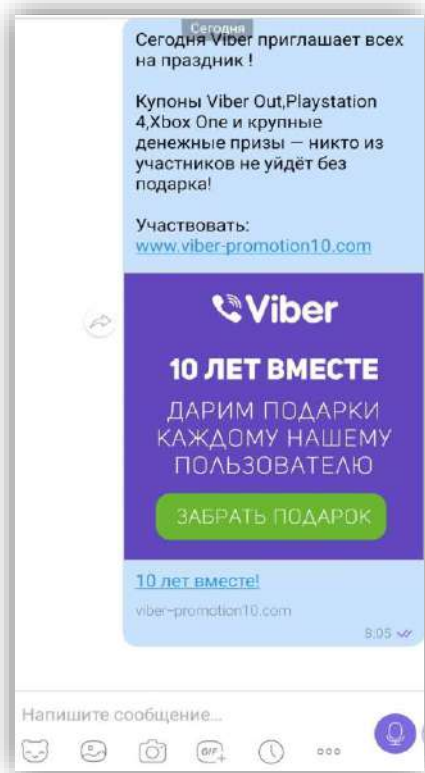 Сегодня
Сегодня Viber приглашает всех
на праздник !
Купоны Viber Out,Playstation
4,Xbox One и крупные
денежные призы — никто из
участников не уйдёт без
подарка!
Участвовать:
www.viber-promotion10.com
Viber
10 ЛЕТ ВМЕСТЕ
ДАРИМ ПОДАРКИ
КАЖДОМУ НАШЕМУ
ПОЛЬЗОВАТЕЛЮ
ЗАБРАТЬ ПОДАРОК
10 лет вместе!
viber-promotion10.com
8:05
Напишите сообщение...
GIF